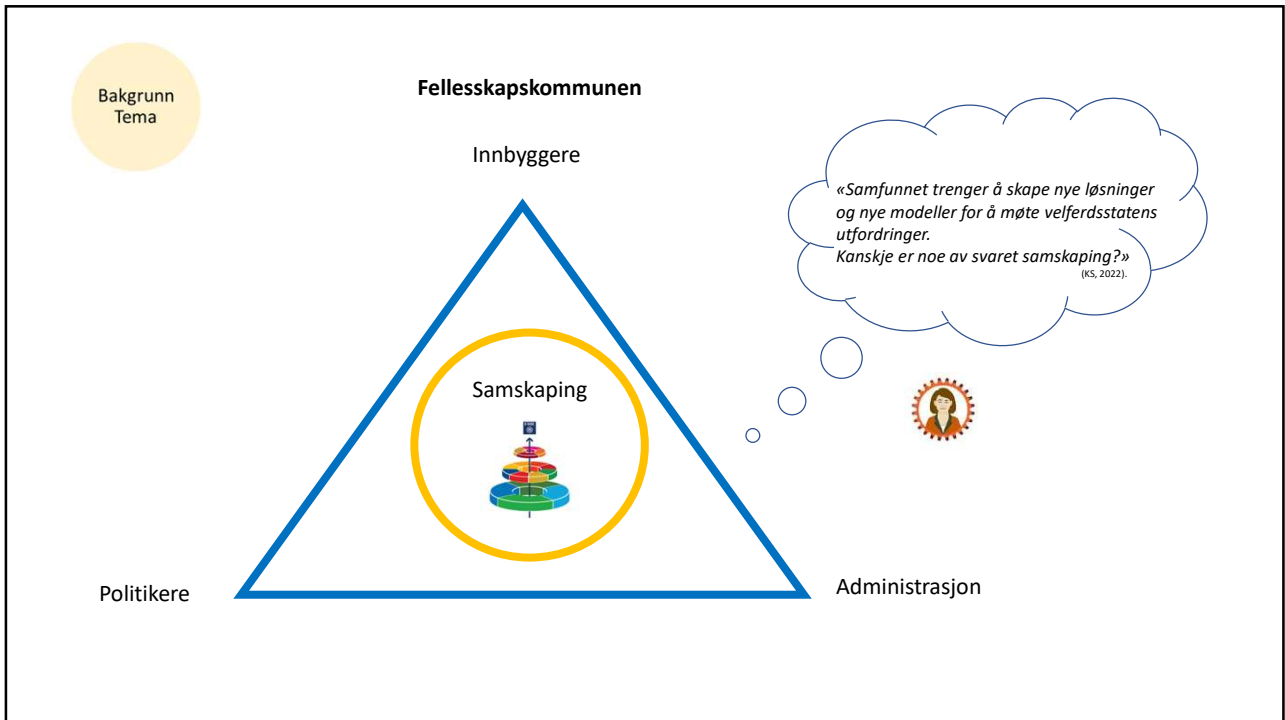 Bakgrunn
Tema
Fellesskapskommunen
Innbyggere
«Samfunnet trenger å skape nye løsninger
og nye modeller for å møte velferdsstatens
utfordringer.
Kanskje er noe av svaret samskaping?»
(KS, 2022).
Samskaping
Politikere
Administrasjon